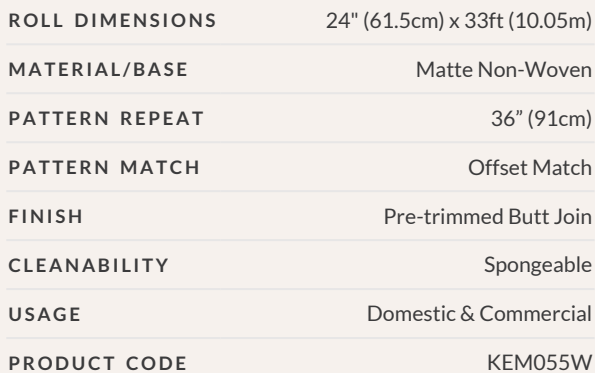 ROLL DIMENSIONS 24" (61.5cm) x 33ft (10.05m)
MATERIAL/BASE Matte Non-Woven
PATTERN REPEAT 36” (91cm)
PATTERN MATCH Offset Match
FINISH Pre-trimmed Butt Join
CLEANABILITY Spongeable
USAGE Domestic & Commercial
PRODUCT CODE KEM055W